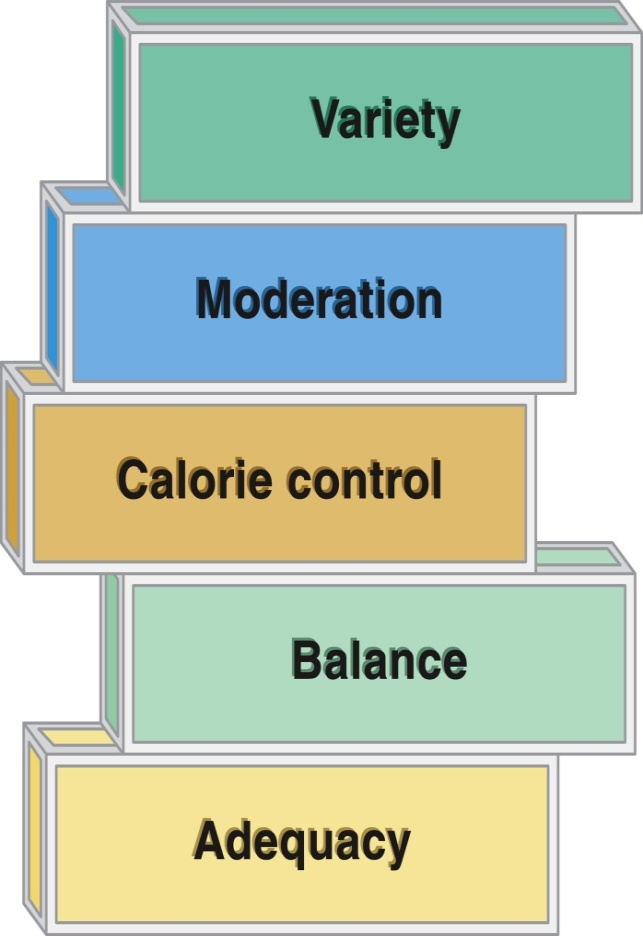 Variety
Moderation
Calorie control
Balance
Adequacy